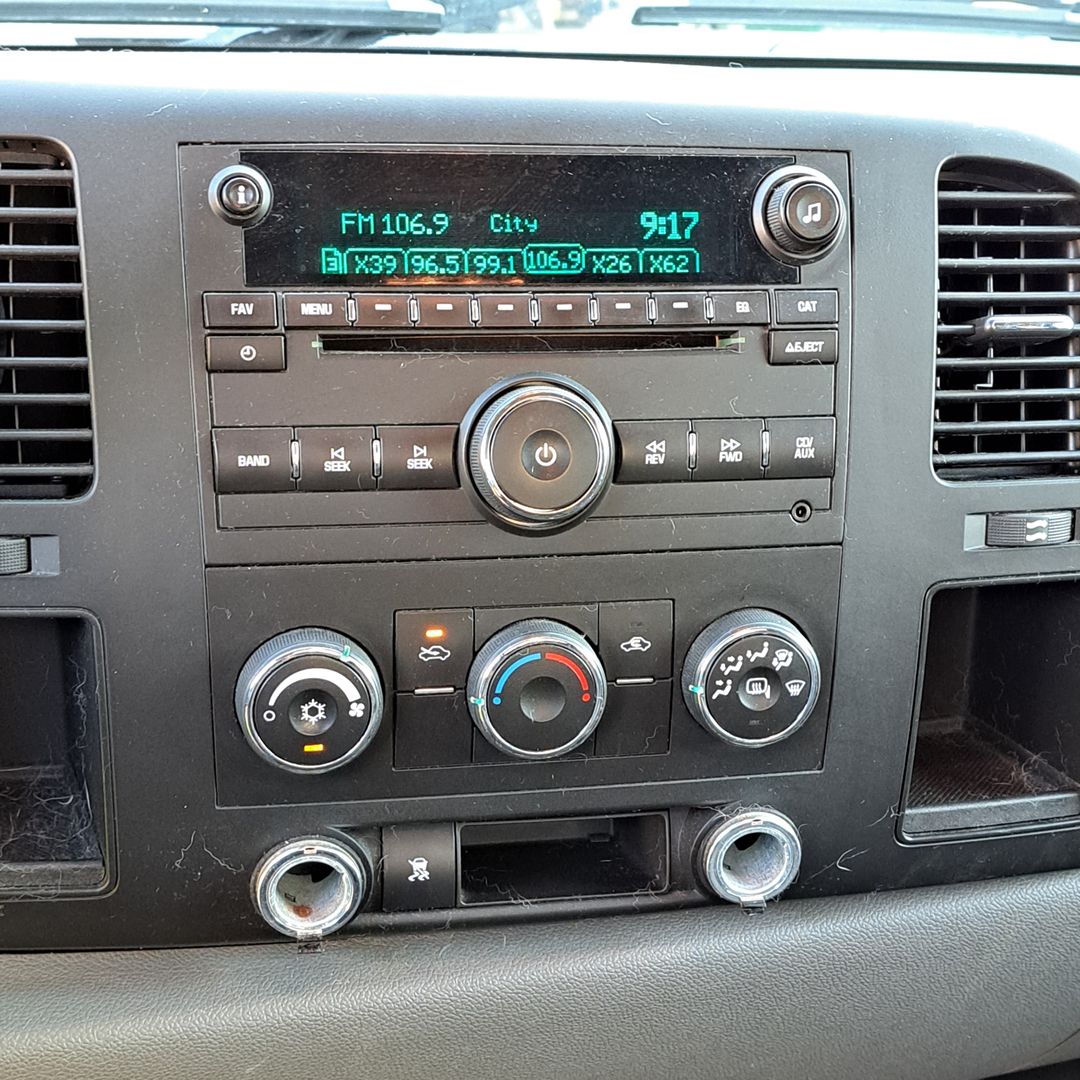 FM 106.9 City 9:17
3 X39 96.5 99.1 106.9 X26 X62
FAV MENU EQ CAT
EJECT
BAND SEEK SEEK REV FWD CD/
AUX